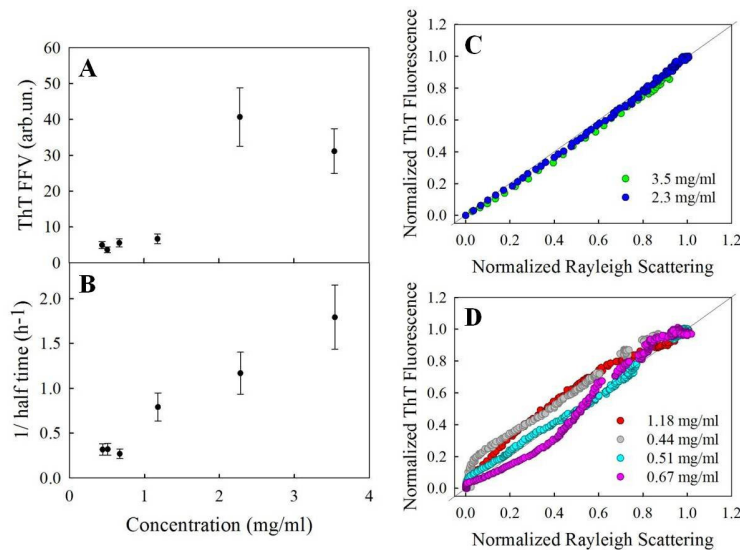 A
ThT FFV (arb.un.)
60
50
40
30
20
10
0
B
1/ half time (h-1)
2.0
1.5
1.0
0.5
0.0
0 1 2 3 4
Concentration (mg/ml)
C
Normalized ThT Fluorescence
1.2
1.0
0.8
0.6
0.4
0.2
0.0
3.5 mg/ml
2.3 mg/ml
0.0 0.2 0.4 0.6 0.8 1.0 1.2
Normalized Rayleigh Scattering
D
Normalized ThT Fluorescence
1.2
1.0
0.8
0.6
0.4
0.2
0.0
1.18 mg/ml
0.44 mg/ml
0.51 mg/ml
0.67 mg/ml
0.0 0.2 0.4 0.6 0.8 1.0 1.2
Normalized Rayleigh Scattering